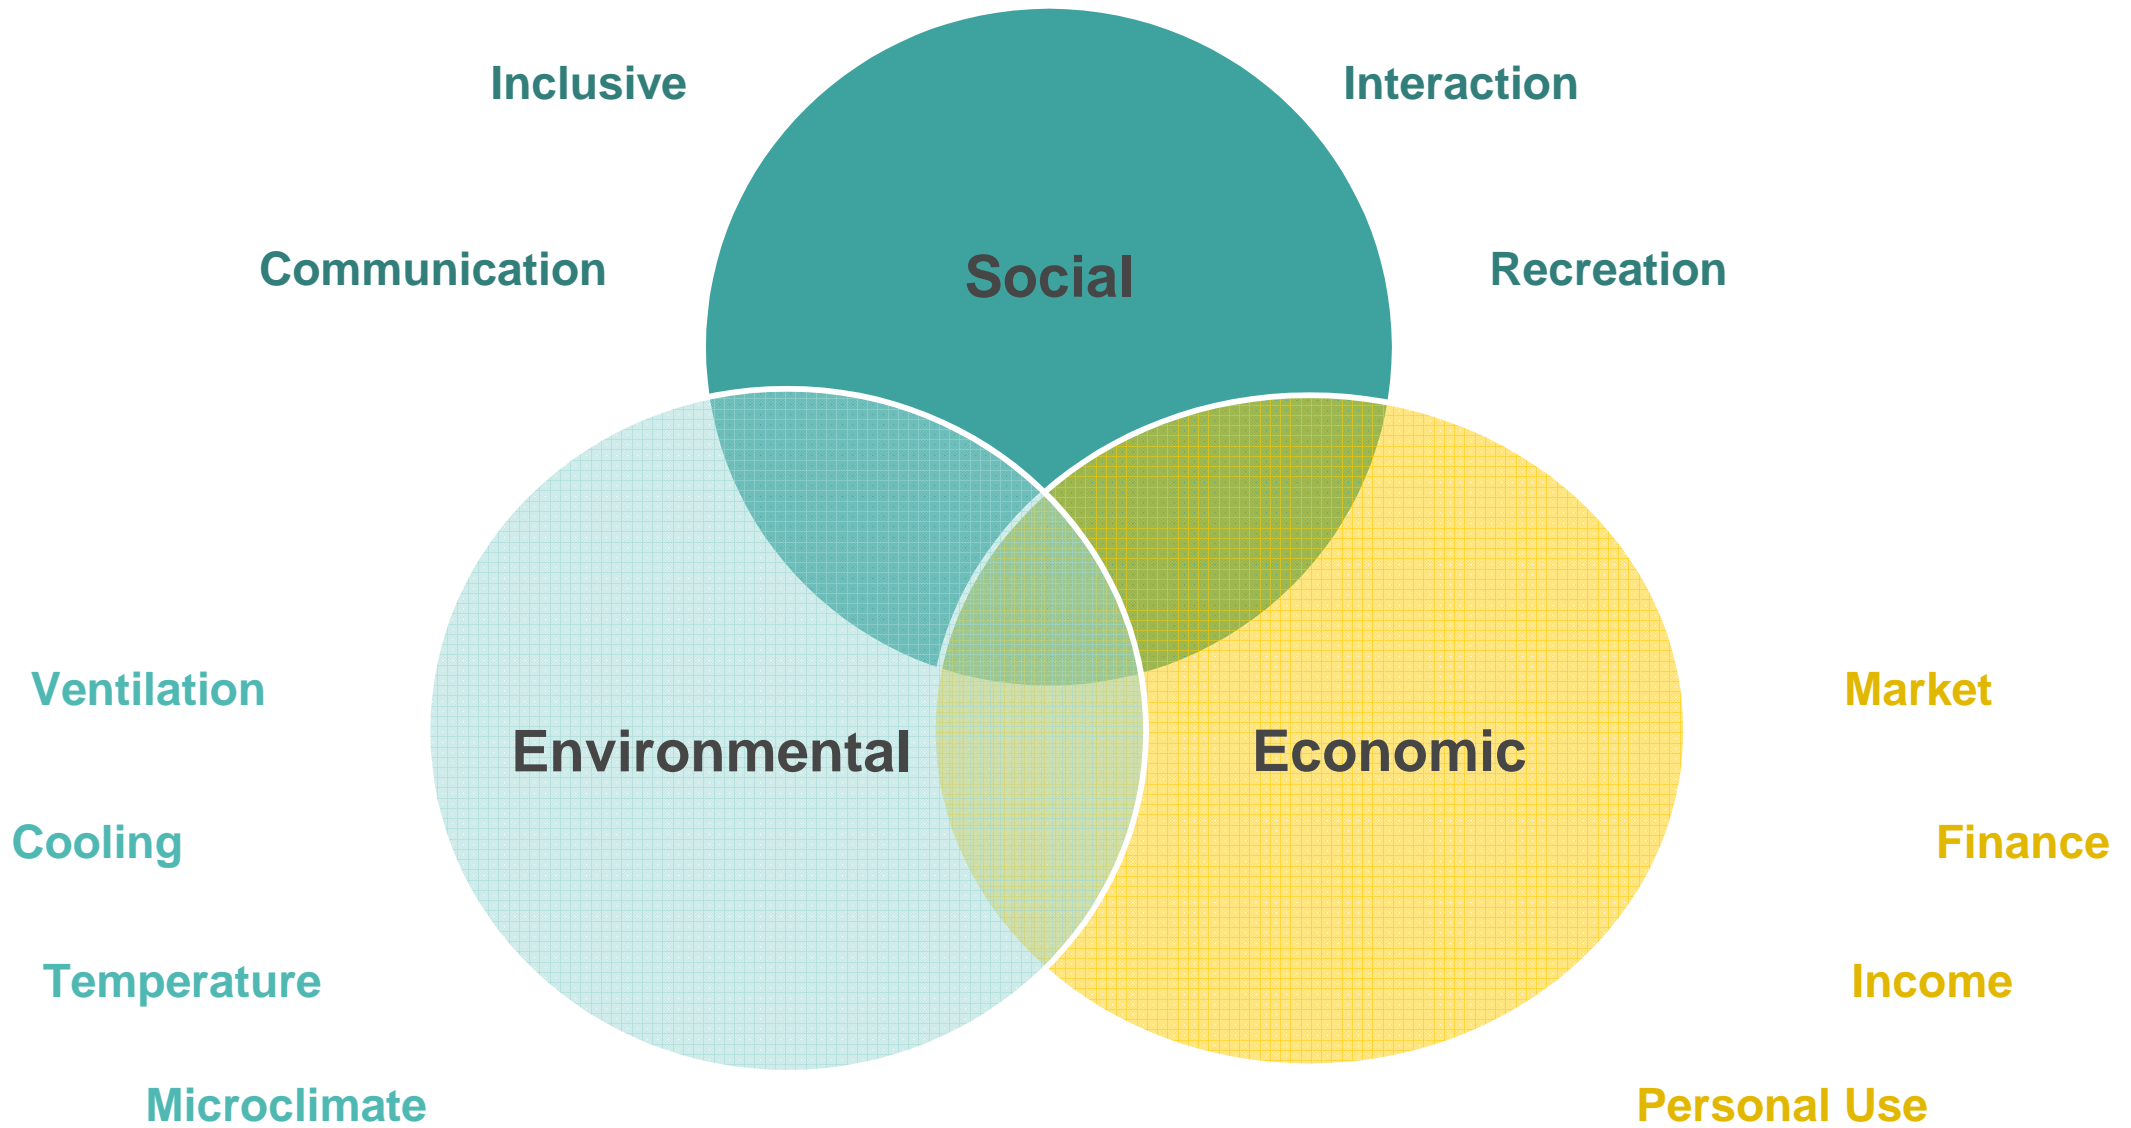 Inclusive
Interaction
Communication
Social
Recreation
Ventilation
Market
Environmental
Economic
Cooling
Finance
Temperature
Income
Microclimate
Personal Use